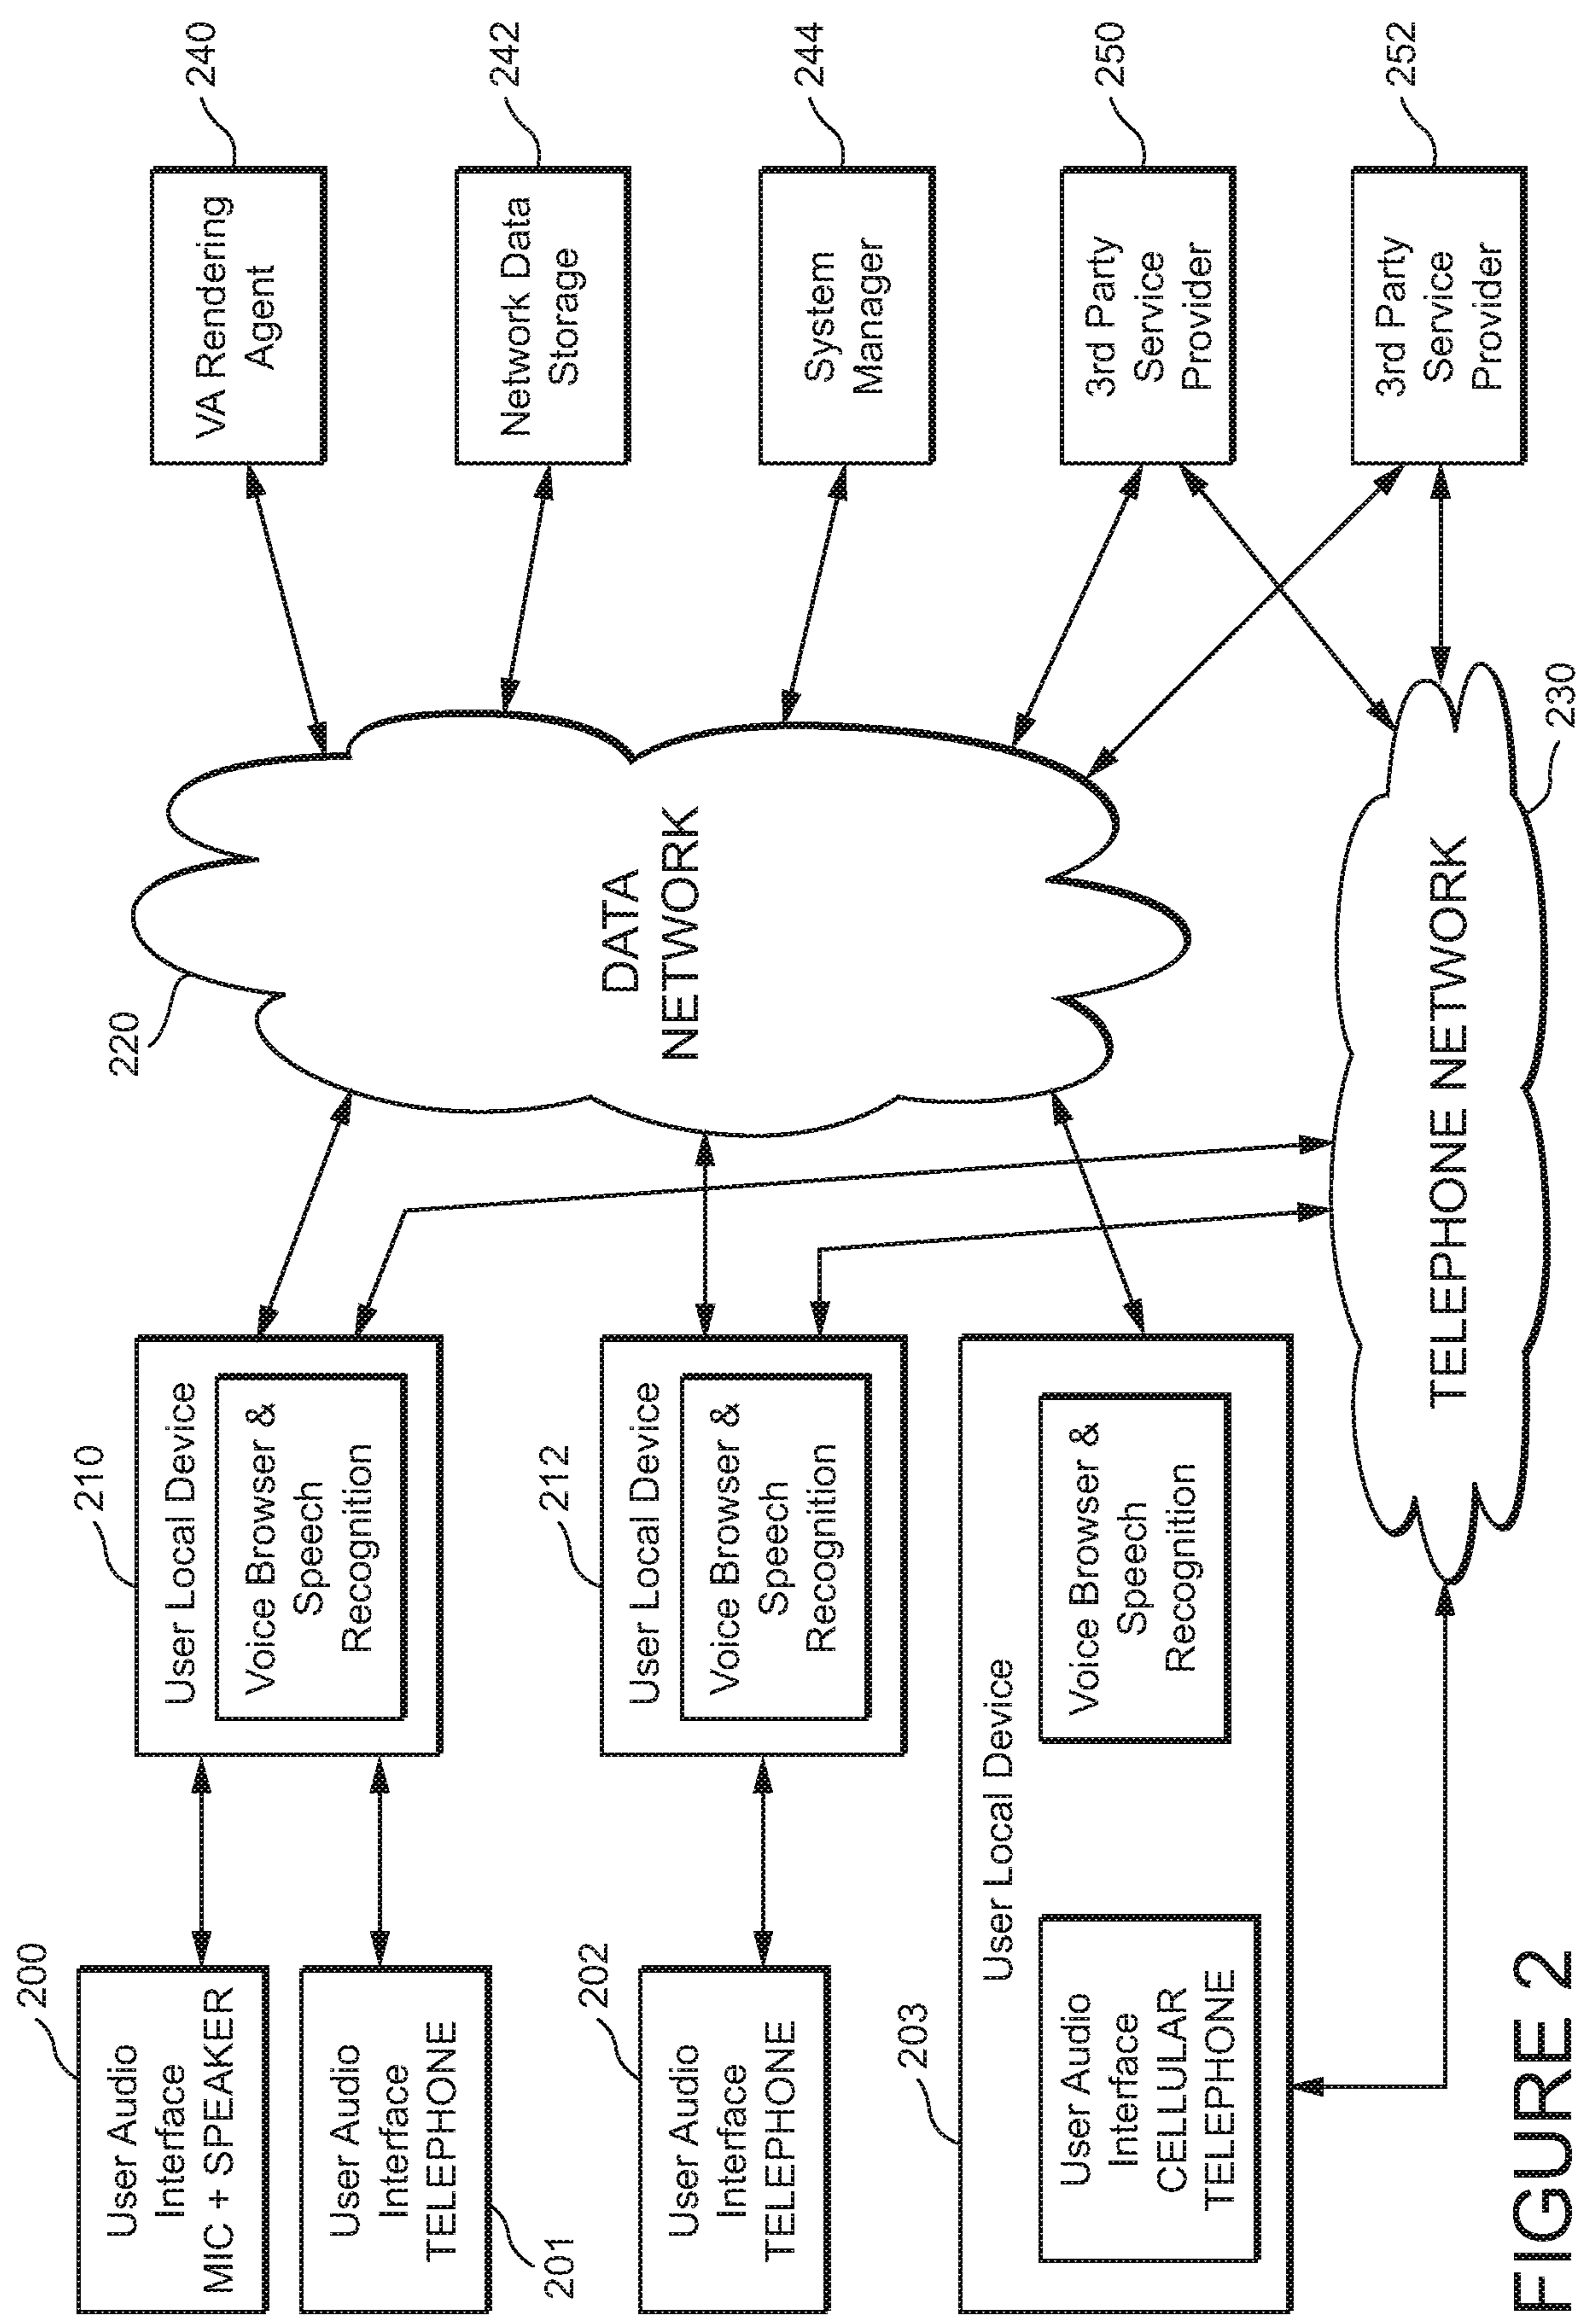 200
User Audio
Interface
MIC + SPEAKER
User Audio
Interface
TELEPHONE
201
202
User Audio
Interface
TELEPHONE
203
User Local Device
User Audio
Interface
CELLULAR
TELEPHONE
Voice Browser &
Speech
Recognition
210
User Local Device
Voice Browser &
Speech
Recognition
212
User Local Device
Voice Browser &
Speech
Recognition
220
DATA
NETWORK
TELEPHONE NETWORK
230
VA Rendering
Agent
240
Network Data
Storage
242
System
Manager
244
3rd Party
Service
Provider
250
3rd Party
Service
Provider
252
FIGURE 2